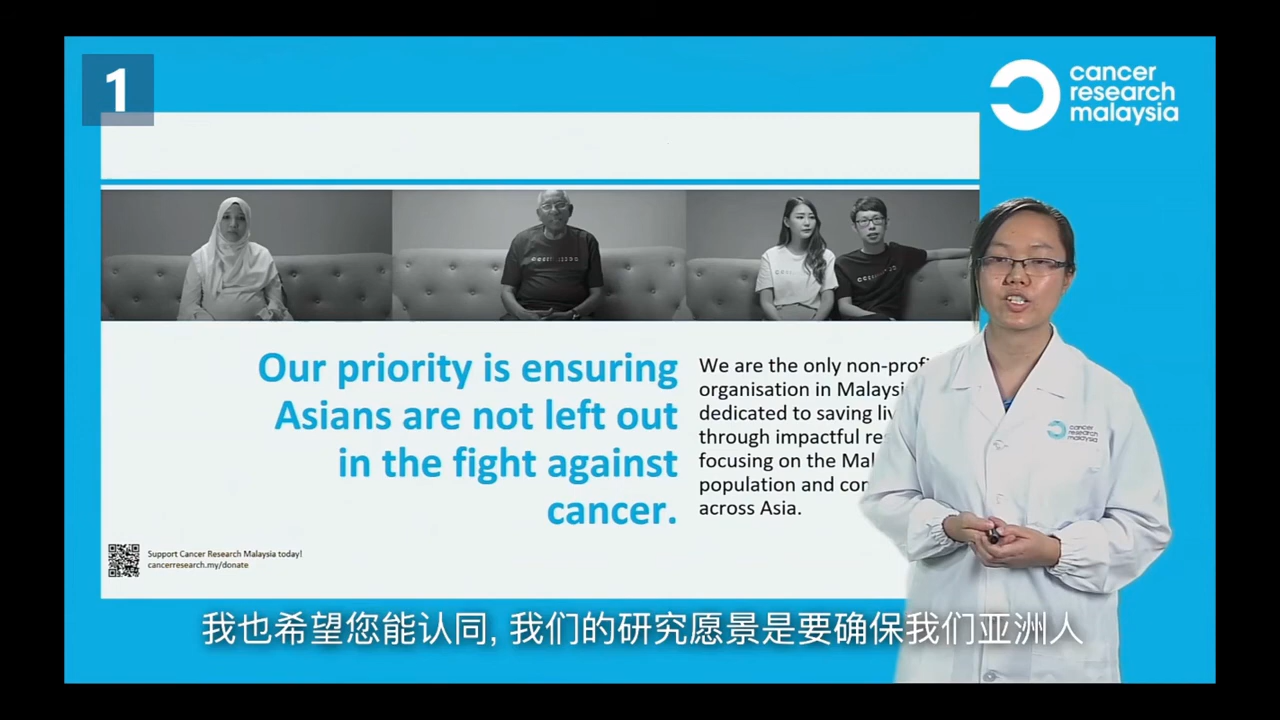 1
cancer
research
malaysia
Our priority is ensuring
Asians are not left out
in the fight against
cancer.
We are the only non-prof
organisation in Malaysi
dedicated to saving liv
through impactful re
focusing on the Mal
population and co
across Asia.
cancer
research
malaysia
Support Cancer Research Malaysia today!
cancerresearch.my/donate
我也希望您能认同, 我们的研究愿景是要确保我们亚洲人